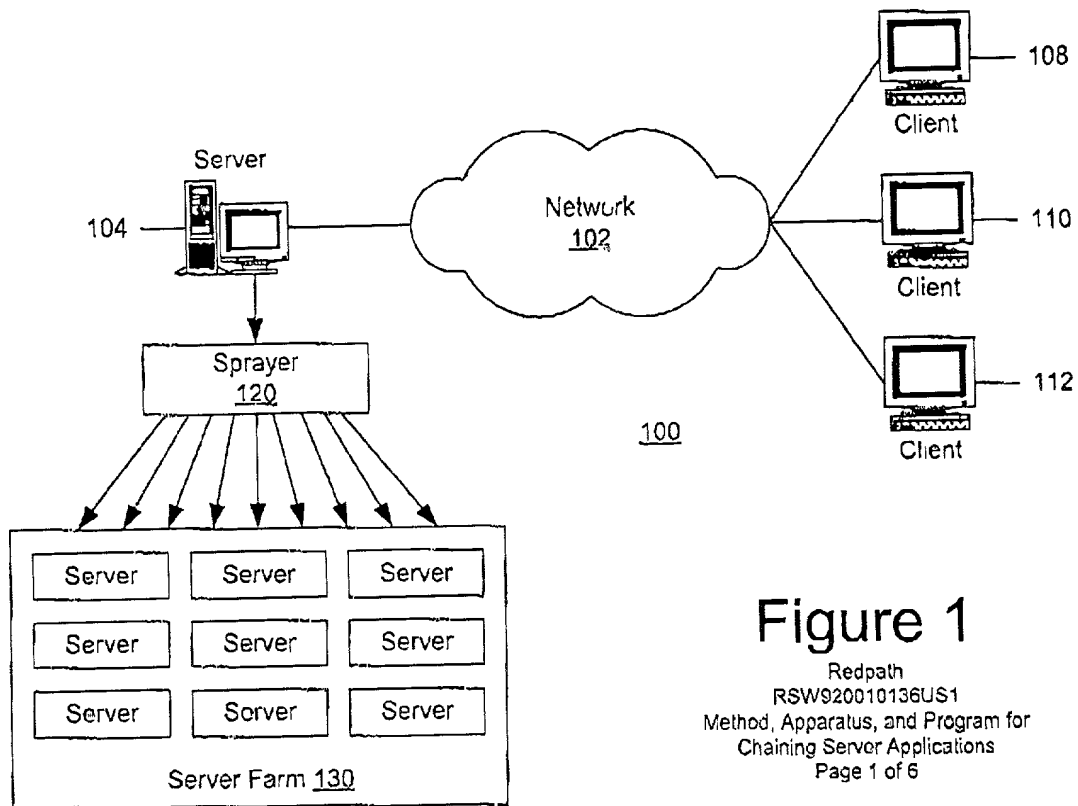 108
Client
Server
104
Network
102
110
Client
Sprayer
120
112
Client
100
Server Server Server
Server Server Server
Server Server Server
Server Farm 130
Figure 1
Redpath
RSW920010136US1
Method, Apparatus, and Program for
Chaining Server Applications
Page 1 of 6